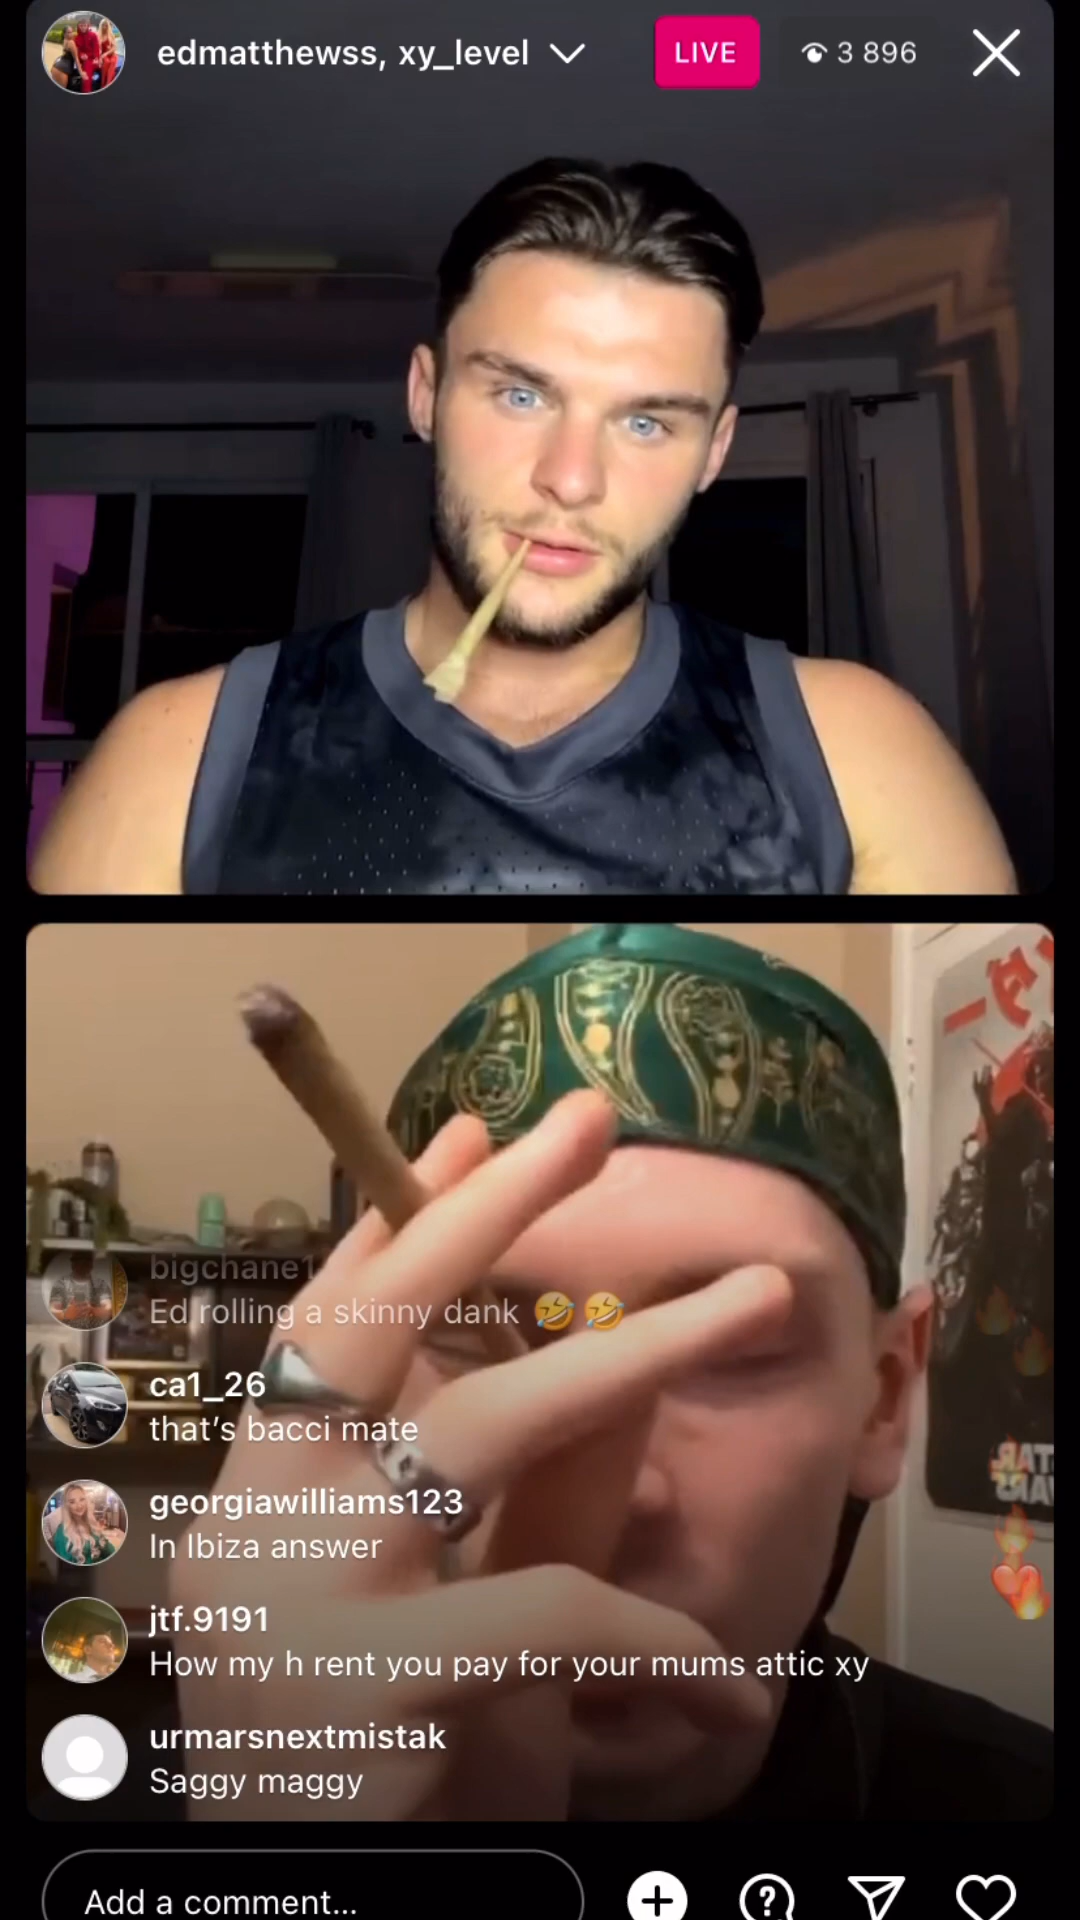 edmatthewss, xy_level
LIVE
3 896
bigchane1
Ed rolling a skinny dank 🤣🤣
ca1_26
that's bacci mate
georgiawilliams123
In Ibiza answer
jtf.9191
How my h rent you pay for your mums attic xy
urmarsnextmistak
Saggy maggy
Add a comment...